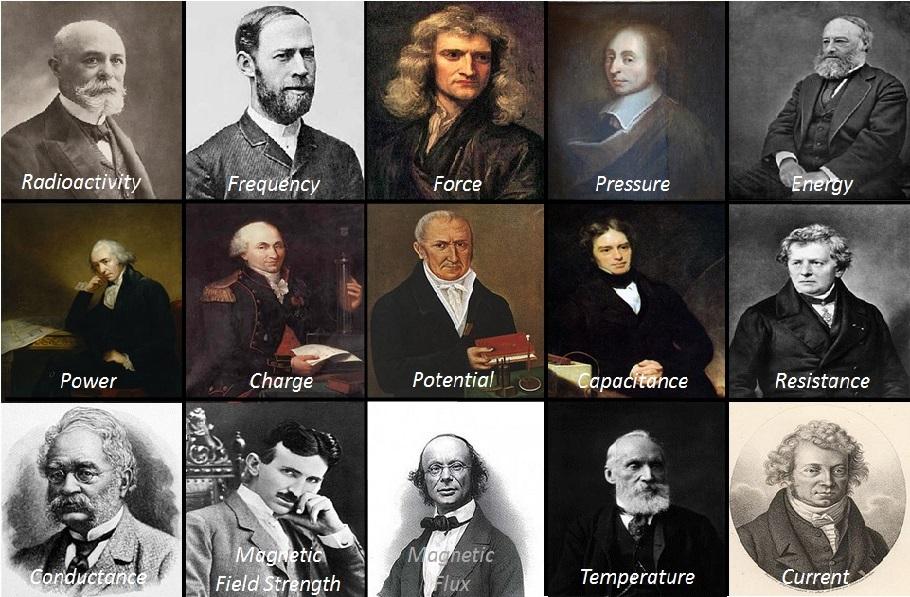 Radioactivity
Frequency
Force
Pressure
Energy
Power
Charge
Potential
Capacitance
Resistance
Conductance
Magnetic
Field Strength
Magnetic
Flux
Temperature
Current